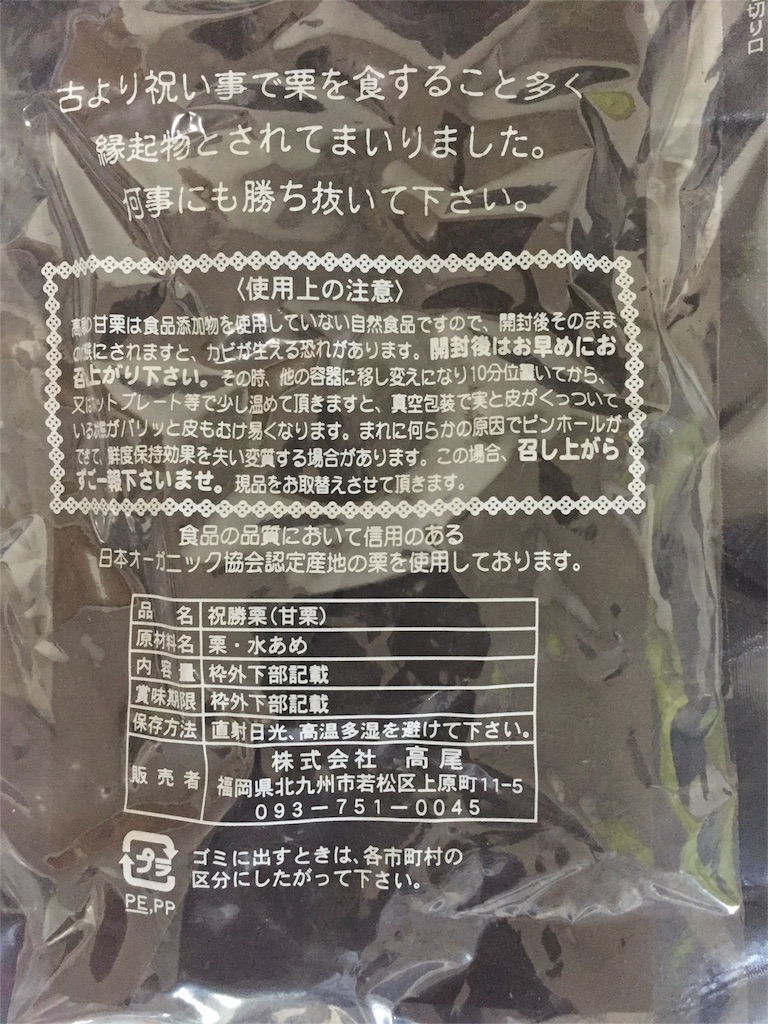 切り口
古より祝い事で栗を食すること多く
縁起物とされてまいりました。
何事にも勝ち抜いて下さい。
〈使用上の注意〉
高尾の甘栗は食品添加物を使用していない自然食品ですので、開封後そのまま
の状態にされますと、カビが生える恐れがあります。開封後はお早めにお
召上がり下さい。その時、他の容器に移し変えになり10分位置いてから、
又はホットプレート等で少し温めて頂きますと、真空包装で実と皮がくっついて
いる状態がパリッと皮もむけ易くなります。まれに何らかの原因でピンホールが
できて、鮮度保持効果を失い変質する場合があります。この場合、召し上がら
ずご一報下さいませ。現品をお取替えさせて頂きます。
食品の品質において信用のある
日本オーガニック協会認定産地の栗を使用しております。
品名 祝勝栗(甘栗)
原材料名 栗・水あめ
内容量 枠外下部記載
賞味期限 枠外下部記載
保存方法 直射日光、高温多湿を避けて下さい。
販売者 株式会社 高尾
福岡県北九州市若松区上原町11-5
093-751-0045
プラ
PE,PP
ゴミに出すときは、各市町村の
区分にしたがって下さい。